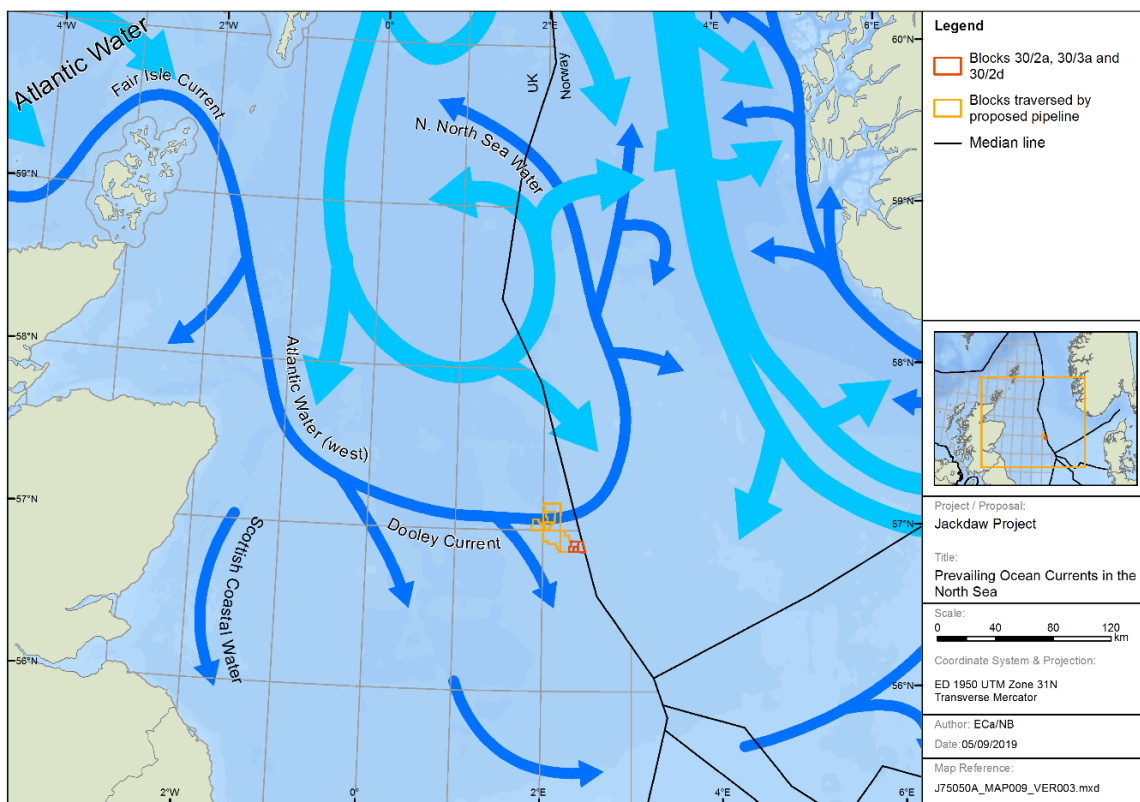 4°W
2°W
0°
2°E
4°E
6°E
60°N
59°N
58°N
57°N
56°N
59°N
58°N
57°N
56°N
2°W
0°
2°E
4°E
6°E
Atlantic Water
Fair Isle Current
N. North Sea Water
UK
Norway
Atlantic Water (west)
Dooley Current
Scottish Coastal Water
Legend
Blocks 30/2a, 30/3a and
30/2d
Blocks traversed by
proposed pipeline
Median line
Project / Proposal:
Jackdaw Project
Title:
Prevailing Ocean Currents in the
North Sea
Scale:
0 40 80 120
km
Coordinate System & Projection:
ED 1950 UTM Zone 31N
Transverse Mercator
Author: ECa/NB
Date: 05/09/2019
Map Reference:
J75050A_MAP009_VER003.mxd